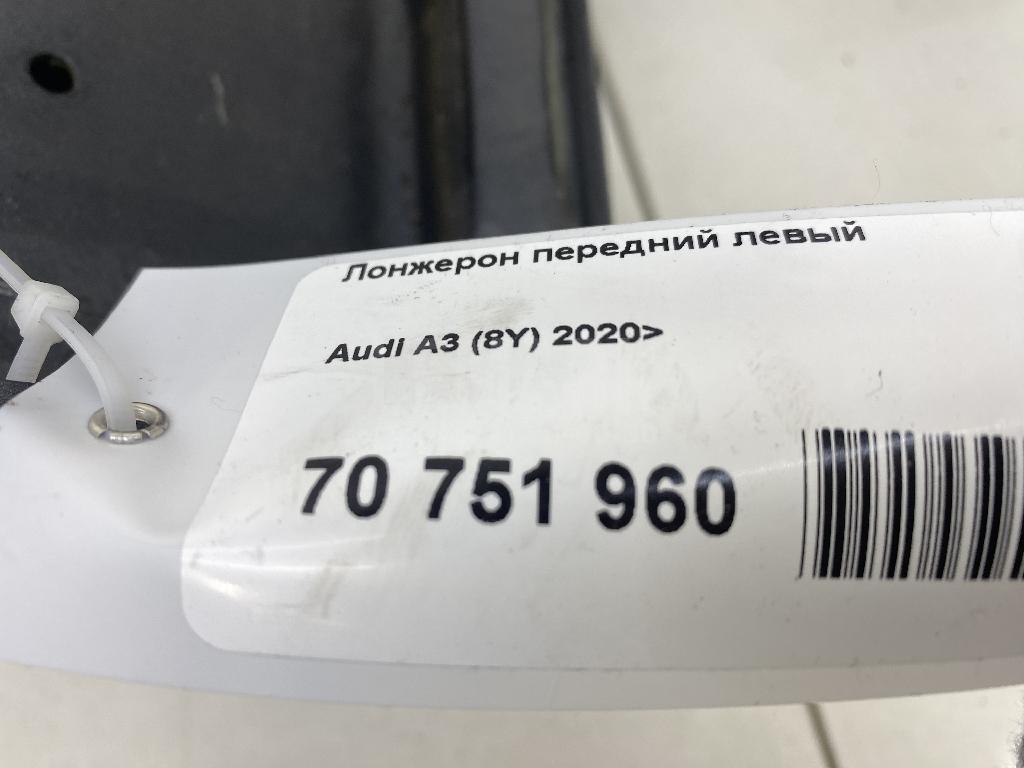 Лонжерон передний левый
Audi A3 (8Y) 2020>
70 751 960